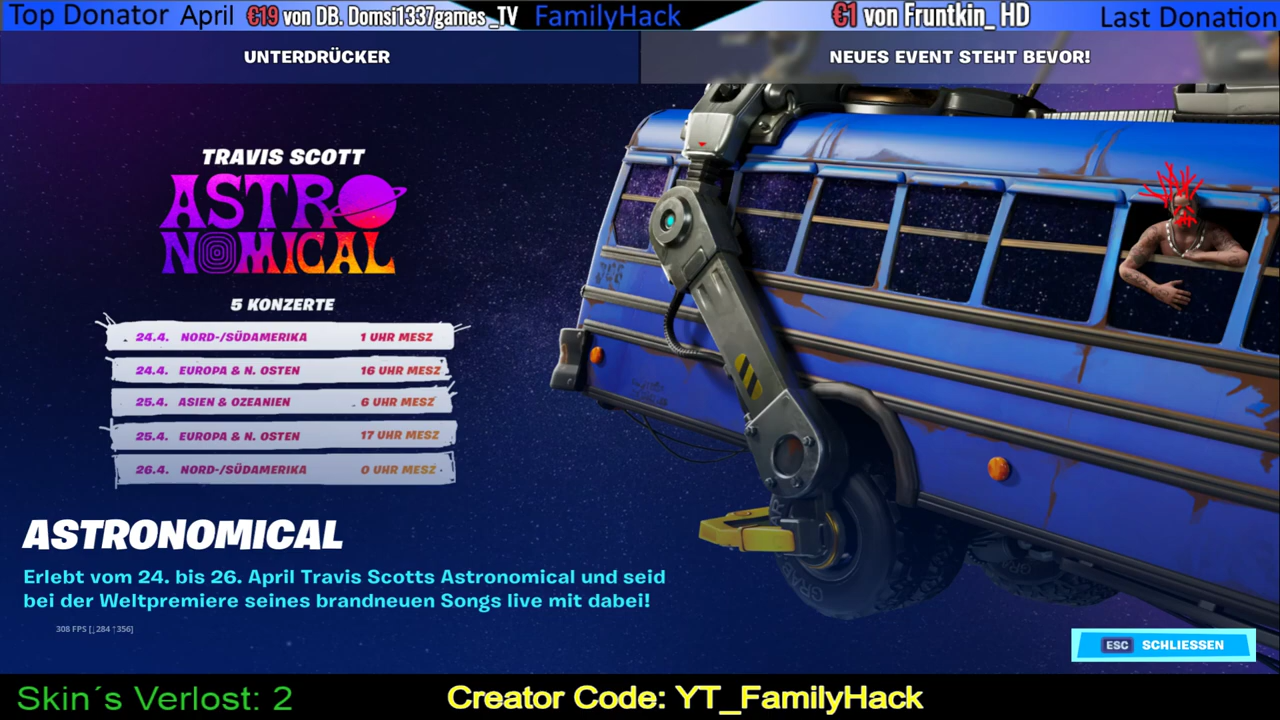 Top Donator April €19 von DB. Domsi1337games_TV FamilyHack €1 von Fruntkin_HD Last Donation
UNTERDRÜCKER
NEUES EVENT STEHT BEVOR!
TRAVIS SCOTT
ASTRO
NOMICAL
5 KONZERTE
24.4. NORD-/SÜDAMERIKA 1 UHR MESZ
24.4. EUROPA & N. OSTEN 16 UHR MESZ
25.4. ASIEN & OZEANIEN 6 UHR MESZ
25.4. EUROPA & N. OSTEN 17 UHR MESZ
26.4. NORD-/SÜDAMERIKA 0 UHR MESZ
ASTRONOMICAL
Erlebt vom 24. bis 26. April Travis Scotts Astronomical und seid
bei der Weltpremiere seines brandneuen Songs live mit dabei!
308 FPS [↓284 ↑356]
ESC SCHLIESSEN
Skin´s Verlost: 2
Creator Code: YT_FamilyHack